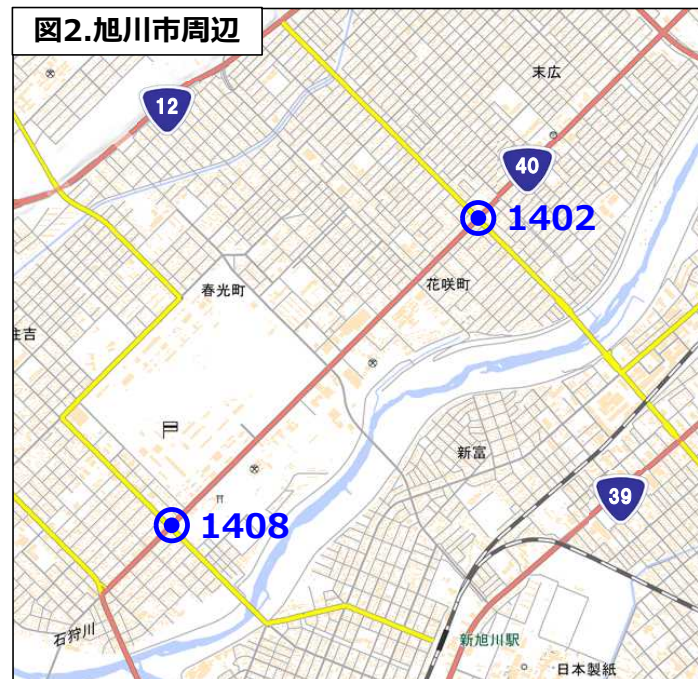 図2.旭川市周辺
末広
12
40
1402
花咲町
春光町
住吉
新富
39
1408
石狩川
新旭川駅
日本製紙